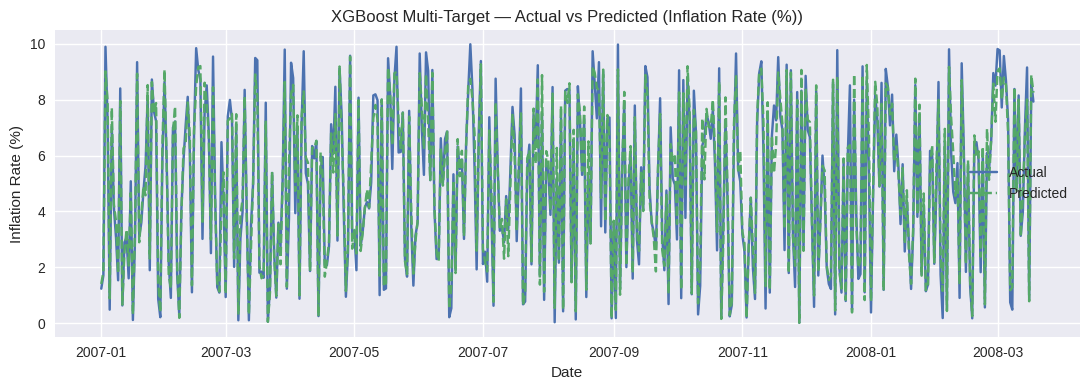 XGBoost Multi-Target — Actual vs Predicted (Inflation Rate (%))
Inflation Rate (%)
10
8
6
4
2
0
Actual
Predicted
2007-01
2007-03
2007-05
2007-07
2007-09
2007-11
2008-01
2008-03
Date